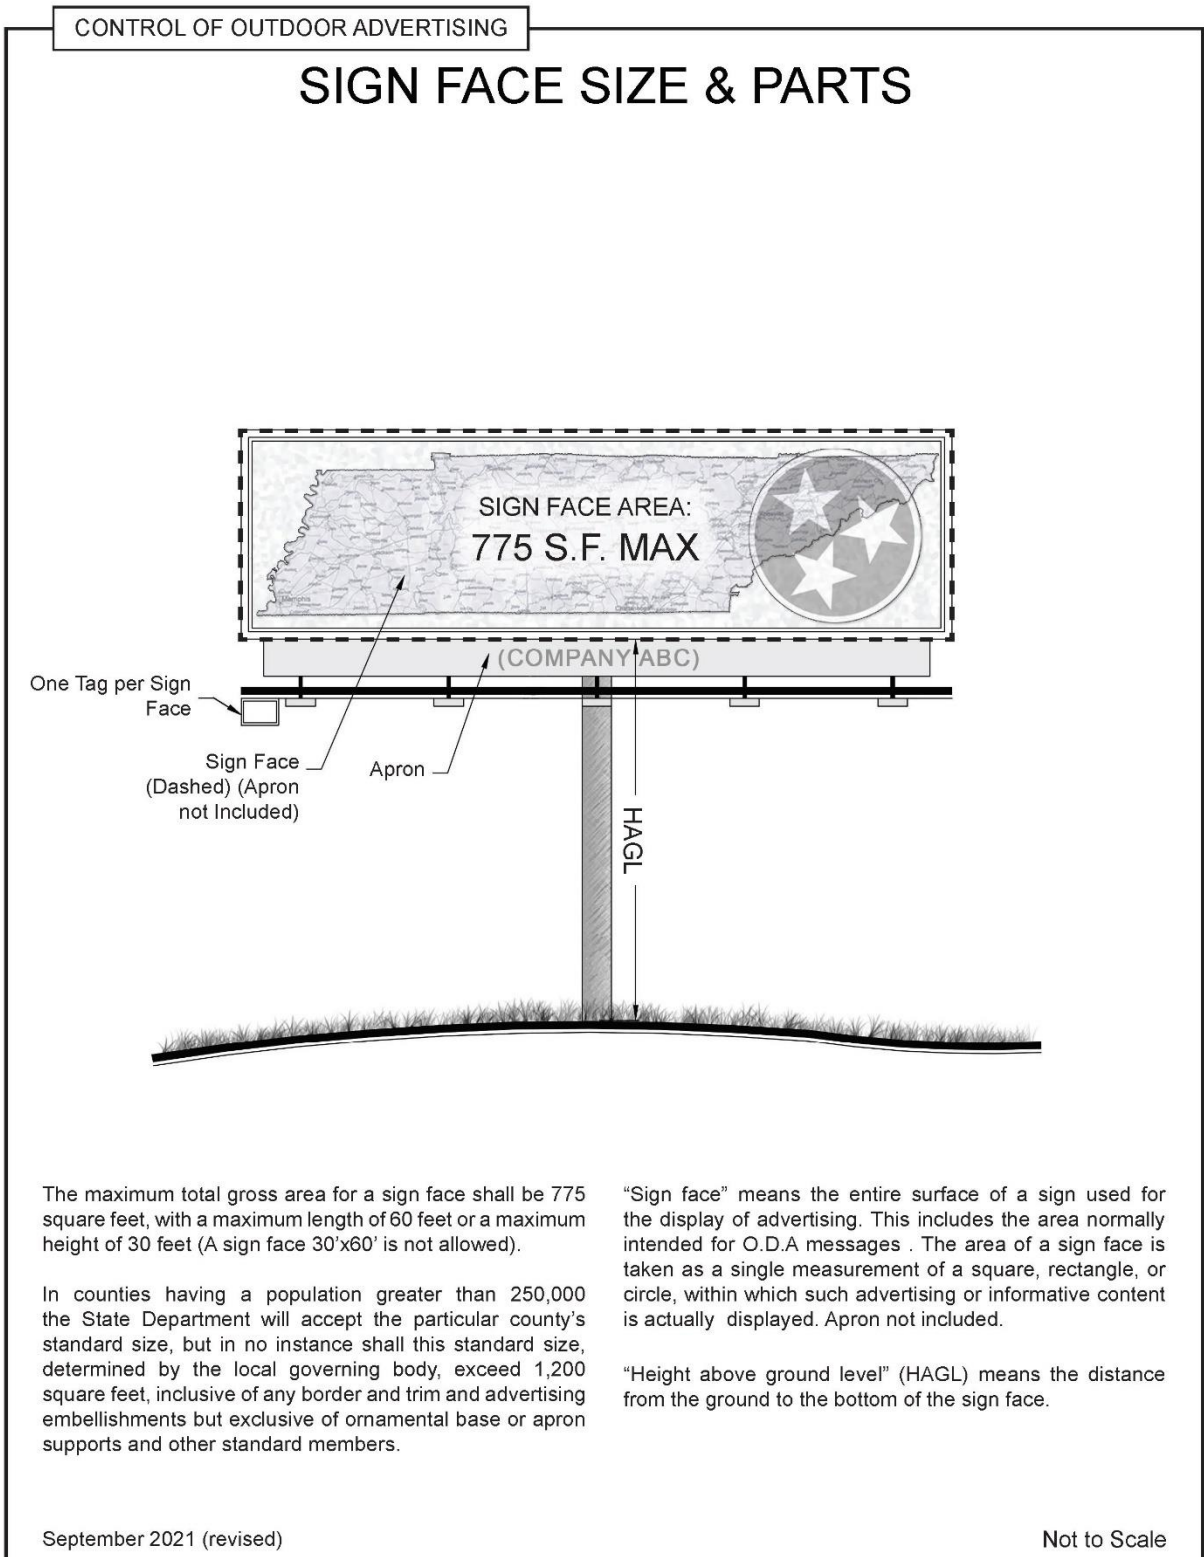 CONTROL OF OUTDOOR ADVERTISING
SIGN FACE SIZE & PARTS
SIGN FACE AREA:
775 S.F. MAX
Memphis
(COMPANY ABC)
One Tag per Sign
Face
Sign Face
(Dashed) (Apron
not Included)
Apron
HAGL
The maximum total gross area for a sign face shall be 775
square feet, with a maximum length of 60 feet or a maximum
height of 30 feet (A sign face 30’x60’ is not allowed).
In counties having a population greater than 250,000
the State Department will accept the particular county’s
standard size, but in no instance shall this standard size,
determined by the local governing body, exceed 1,200
square feet, inclusive of any border and trim and advertising
embellishments but exclusive of ornamental base or apron
supports and other standard members.
“Sign face” means the entire surface of a sign used for
the display of advertising. This includes the area normally
intended for O.D.A messages . The area of a sign face is
taken as a single measurement of a square, rectangle, or
circle, within which such advertising or informative content
is actually displayed. Apron not included.
“Height above ground level” (HAGL) means the distance
from the ground to the bottom of the sign face.
September 2021 (revised)
Not to Scale